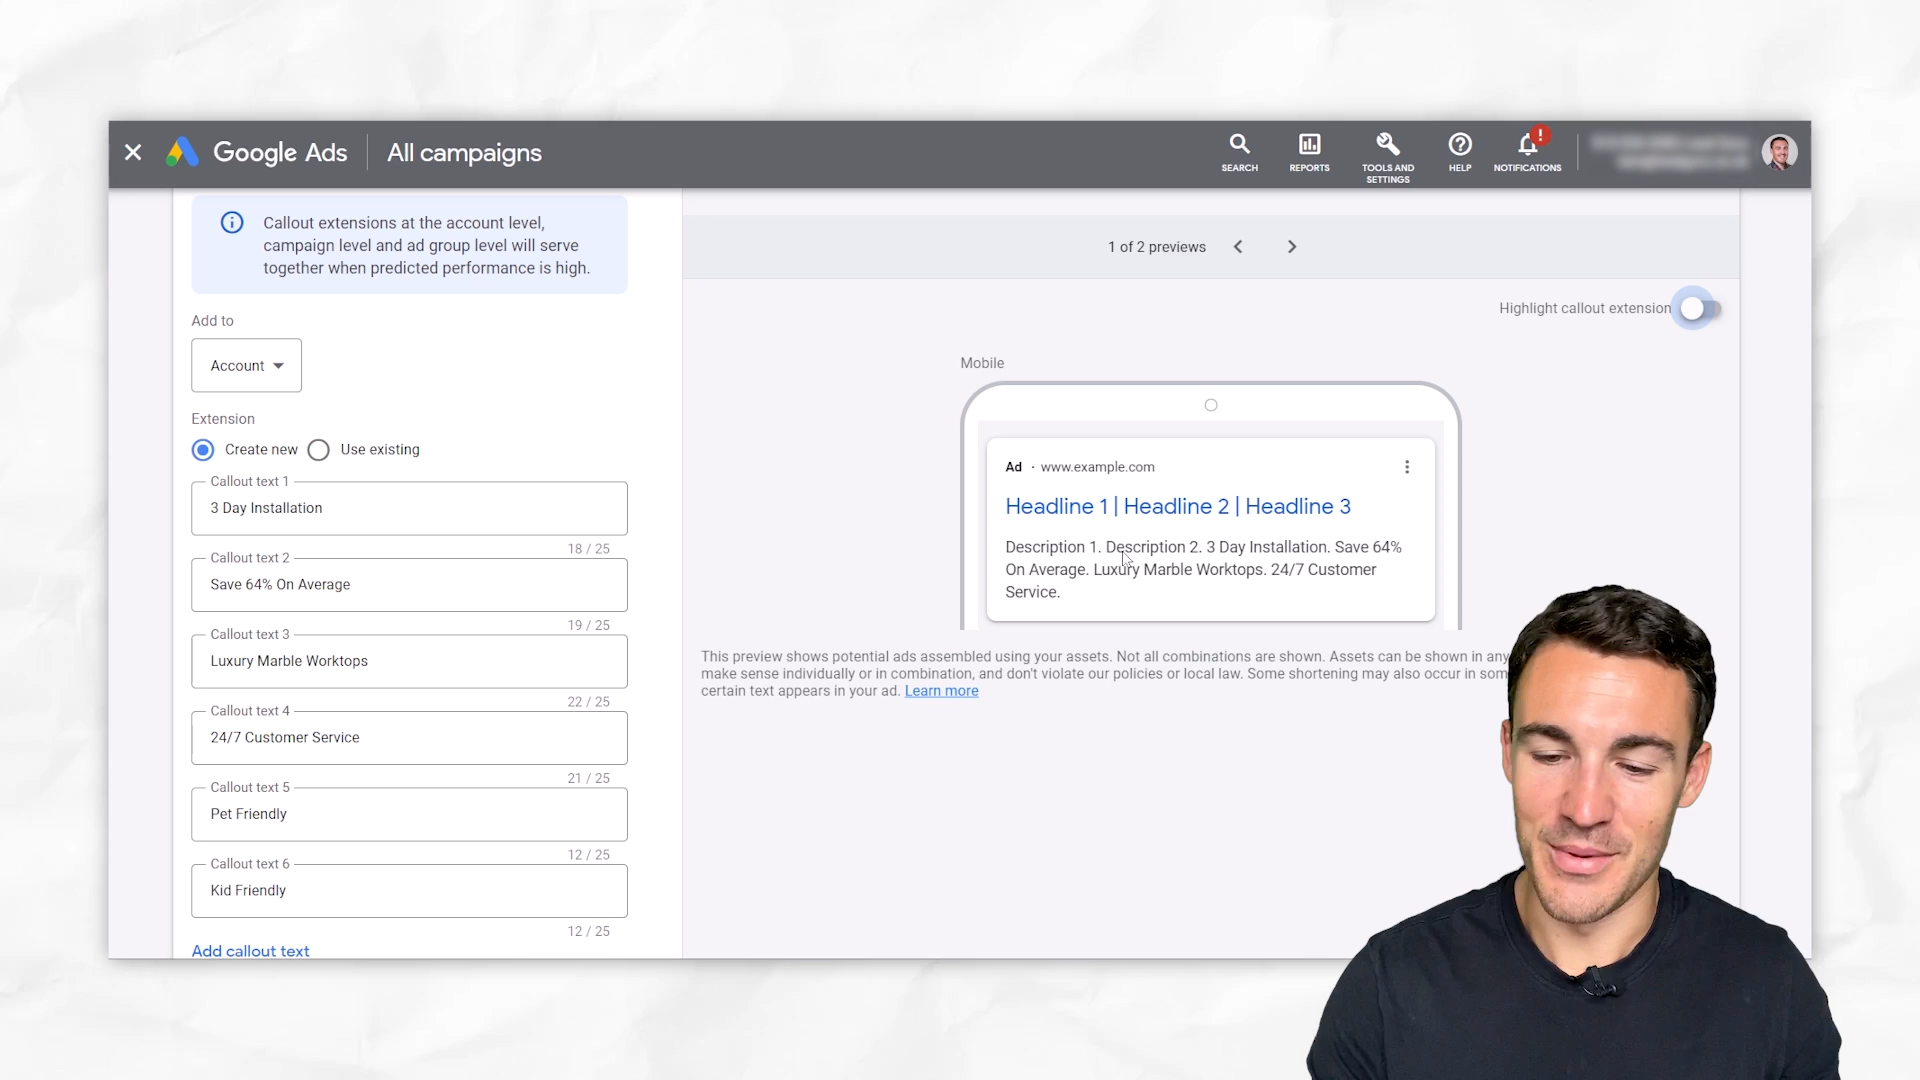 Google Ads
All campaigns
SEARCH
REPORTS
TOOLS AND
SETTINGS
HELP
!
NOTIFICATIONS
Callout extensions at the account level,
campaign level and ad group level will serve
together when predicted performance is high.
Add to
Account
Extension
Create new
Use existing
Callout text 1
3 Day Installation
18 / 25
Callout text 2
Save 64% On Average
19 / 25
Callout text 3
Luxury Marble Worktops
22 / 25
Callout text 4
24/7 Customer Service
21 / 25
Callout text 5
Pet Friendly
12 / 25
Callout text 6
Kid Friendly
12 / 25
Add callout text
1 of 2 previews
Highlight callout extension
Mobile
Ad · www.example.com
Headline 1 | Headline 2 | Headline 3
Description 1. Description 2. 3 Day Installation. Save 64%
On Average. Luxury Marble Worktops. 24/7 Customer
Service.
This preview shows potential ads assembled using your assets. Not all combinations are shown. Assets can be shown in any
make sense individually or in combination, and don't violate our policies or local law. Some shortening may also occur in som
certain text appears in your ad. Learn more